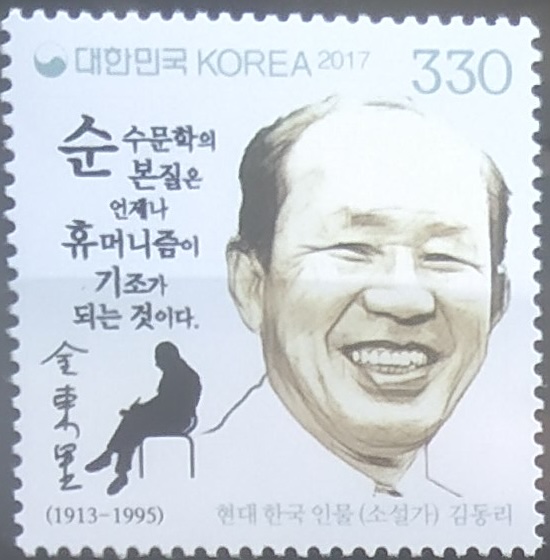 대한민국 KOREA 2017 330
순수문학의
본질은
언제나
휴머니즘이
기조가
되는 것이다.
金東里
(1913-1995)
현대 한국 인물 (소설가) 김동리